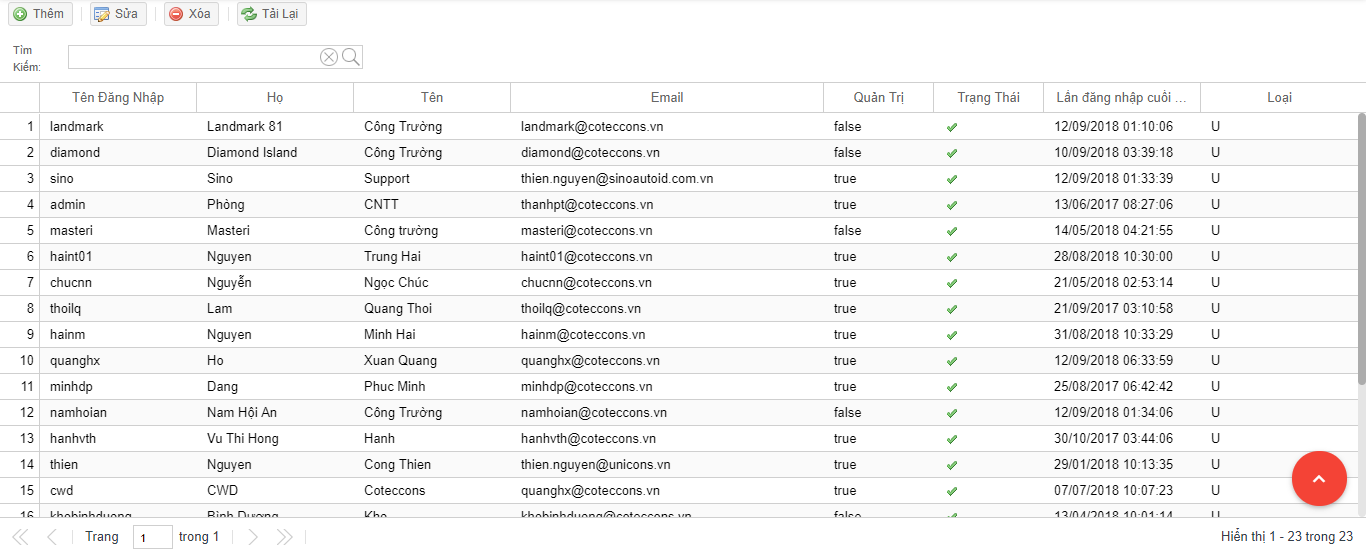 Thêm Sửa Xóa Tải Lại
Tìm
Kiếm:
Tên Đăng Nhập Họ Tên Email Quản Trị Trạng Thái Lần đăng nhập cuối ... Loại
1 landmark Landmark 81 Công Trường landmark@coteccons.vn false 12/09/2018 01:10:06 U
2 diamond Diamond Island Công Trường diamond@coteccons.vn false 10/09/2018 03:39:18 U
3 sino Sino Support thien.nguyen@sinoautoid.com.vn true 12/09/2018 01:33:39 U
4 admin Phòng CNTT thanhpt@coteccons.vn true 13/06/2017 08:27:06 U
5 masteri Masteri Công trường masteri@coteccons.vn false 14/05/2018 04:21:55 U
6 haint01 Nguyen Trung Hai haint01@coteccons.vn true 28/08/2018 10:30:00 U
7 chucnn Nguyễn Ngọc Chúc chucnn@coteccons.vn true 21/05/2018 02:53:14 U
8 thoilq Lam Quang Thoi thoilq@coteccons.vn true 21/09/2017 03:10:58 U
9 hainm Nguyen Minh Hai hainm@coteccons.vn true 31/08/2018 10:33:29 U
10 quanghx Ho Xuan Quang quanghx@coteccons.vn true 12/09/2018 06:33:59 U
11 minhdp Dang Phuc Minh minhdp@coteccons.vn true 25/08/2017 06:42:42 U
12 namhoian Nam Hội An Công Trường namhoian@coteccons.vn false 12/09/2018 01:34:06 U
13 hanhvth Vu Thi Hong Hanh hanhvth@coteccons.vn true 30/10/2017 03:44:06 U
14 thien Nguyen Cong Thien thien.nguyen@unicons.vn true 29/01/2018 10:13:35 U
15 cwd CWD Coteccons quanghx@coteccons.vn true 07/07/2018 10:07:23 U
16 khobinhduong Bình Dương Kho khobinhduong@coteccons.vn false 13/04/2018 10:01:14 U
Trang 1 trong 1 Hiển thị 1 - 23 trong 23